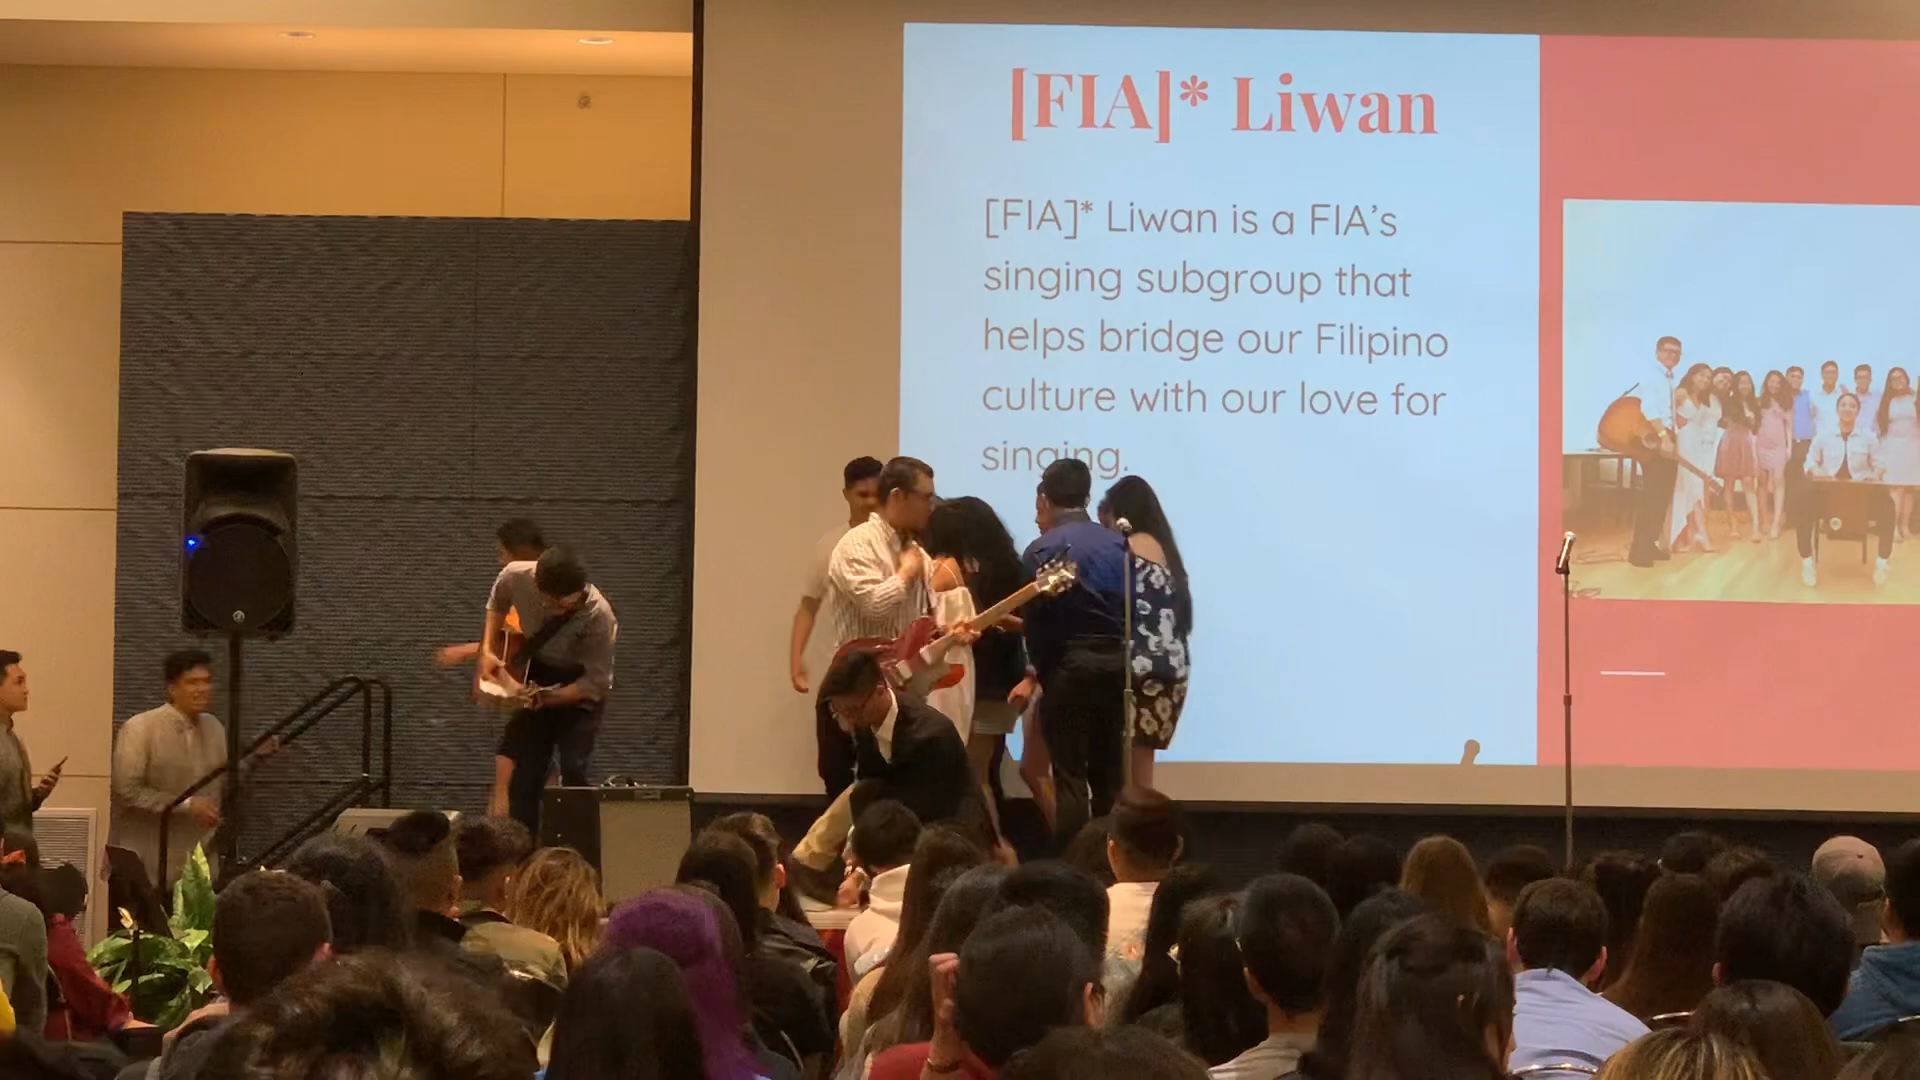 [FIA]* Liwan
[FIA]* Liwan is a FIA's
singing subgroup that
helps bridge our Filipino
culture with our love for
singing.